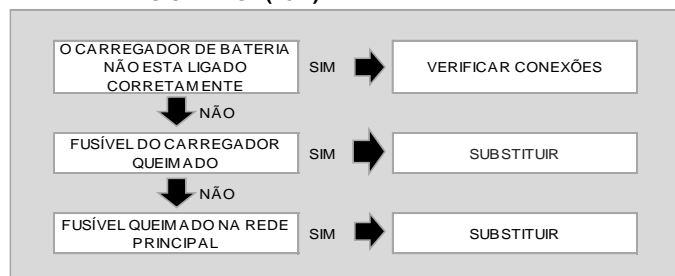 O CARREGADOR DE BATERIA
NÃO ESTA LIGADO
CORRETAMENTE
SIM
VERIFICAR CONEXÕES
NÃO
FUSÍVEL DO CARREGADOR
QUEIMADO
SIM
SUBSTITUIR
NÃO
FUSÍVEL QUEIMADO NA REDE
PRINCIPAL
SIM
SUBSTITUIR